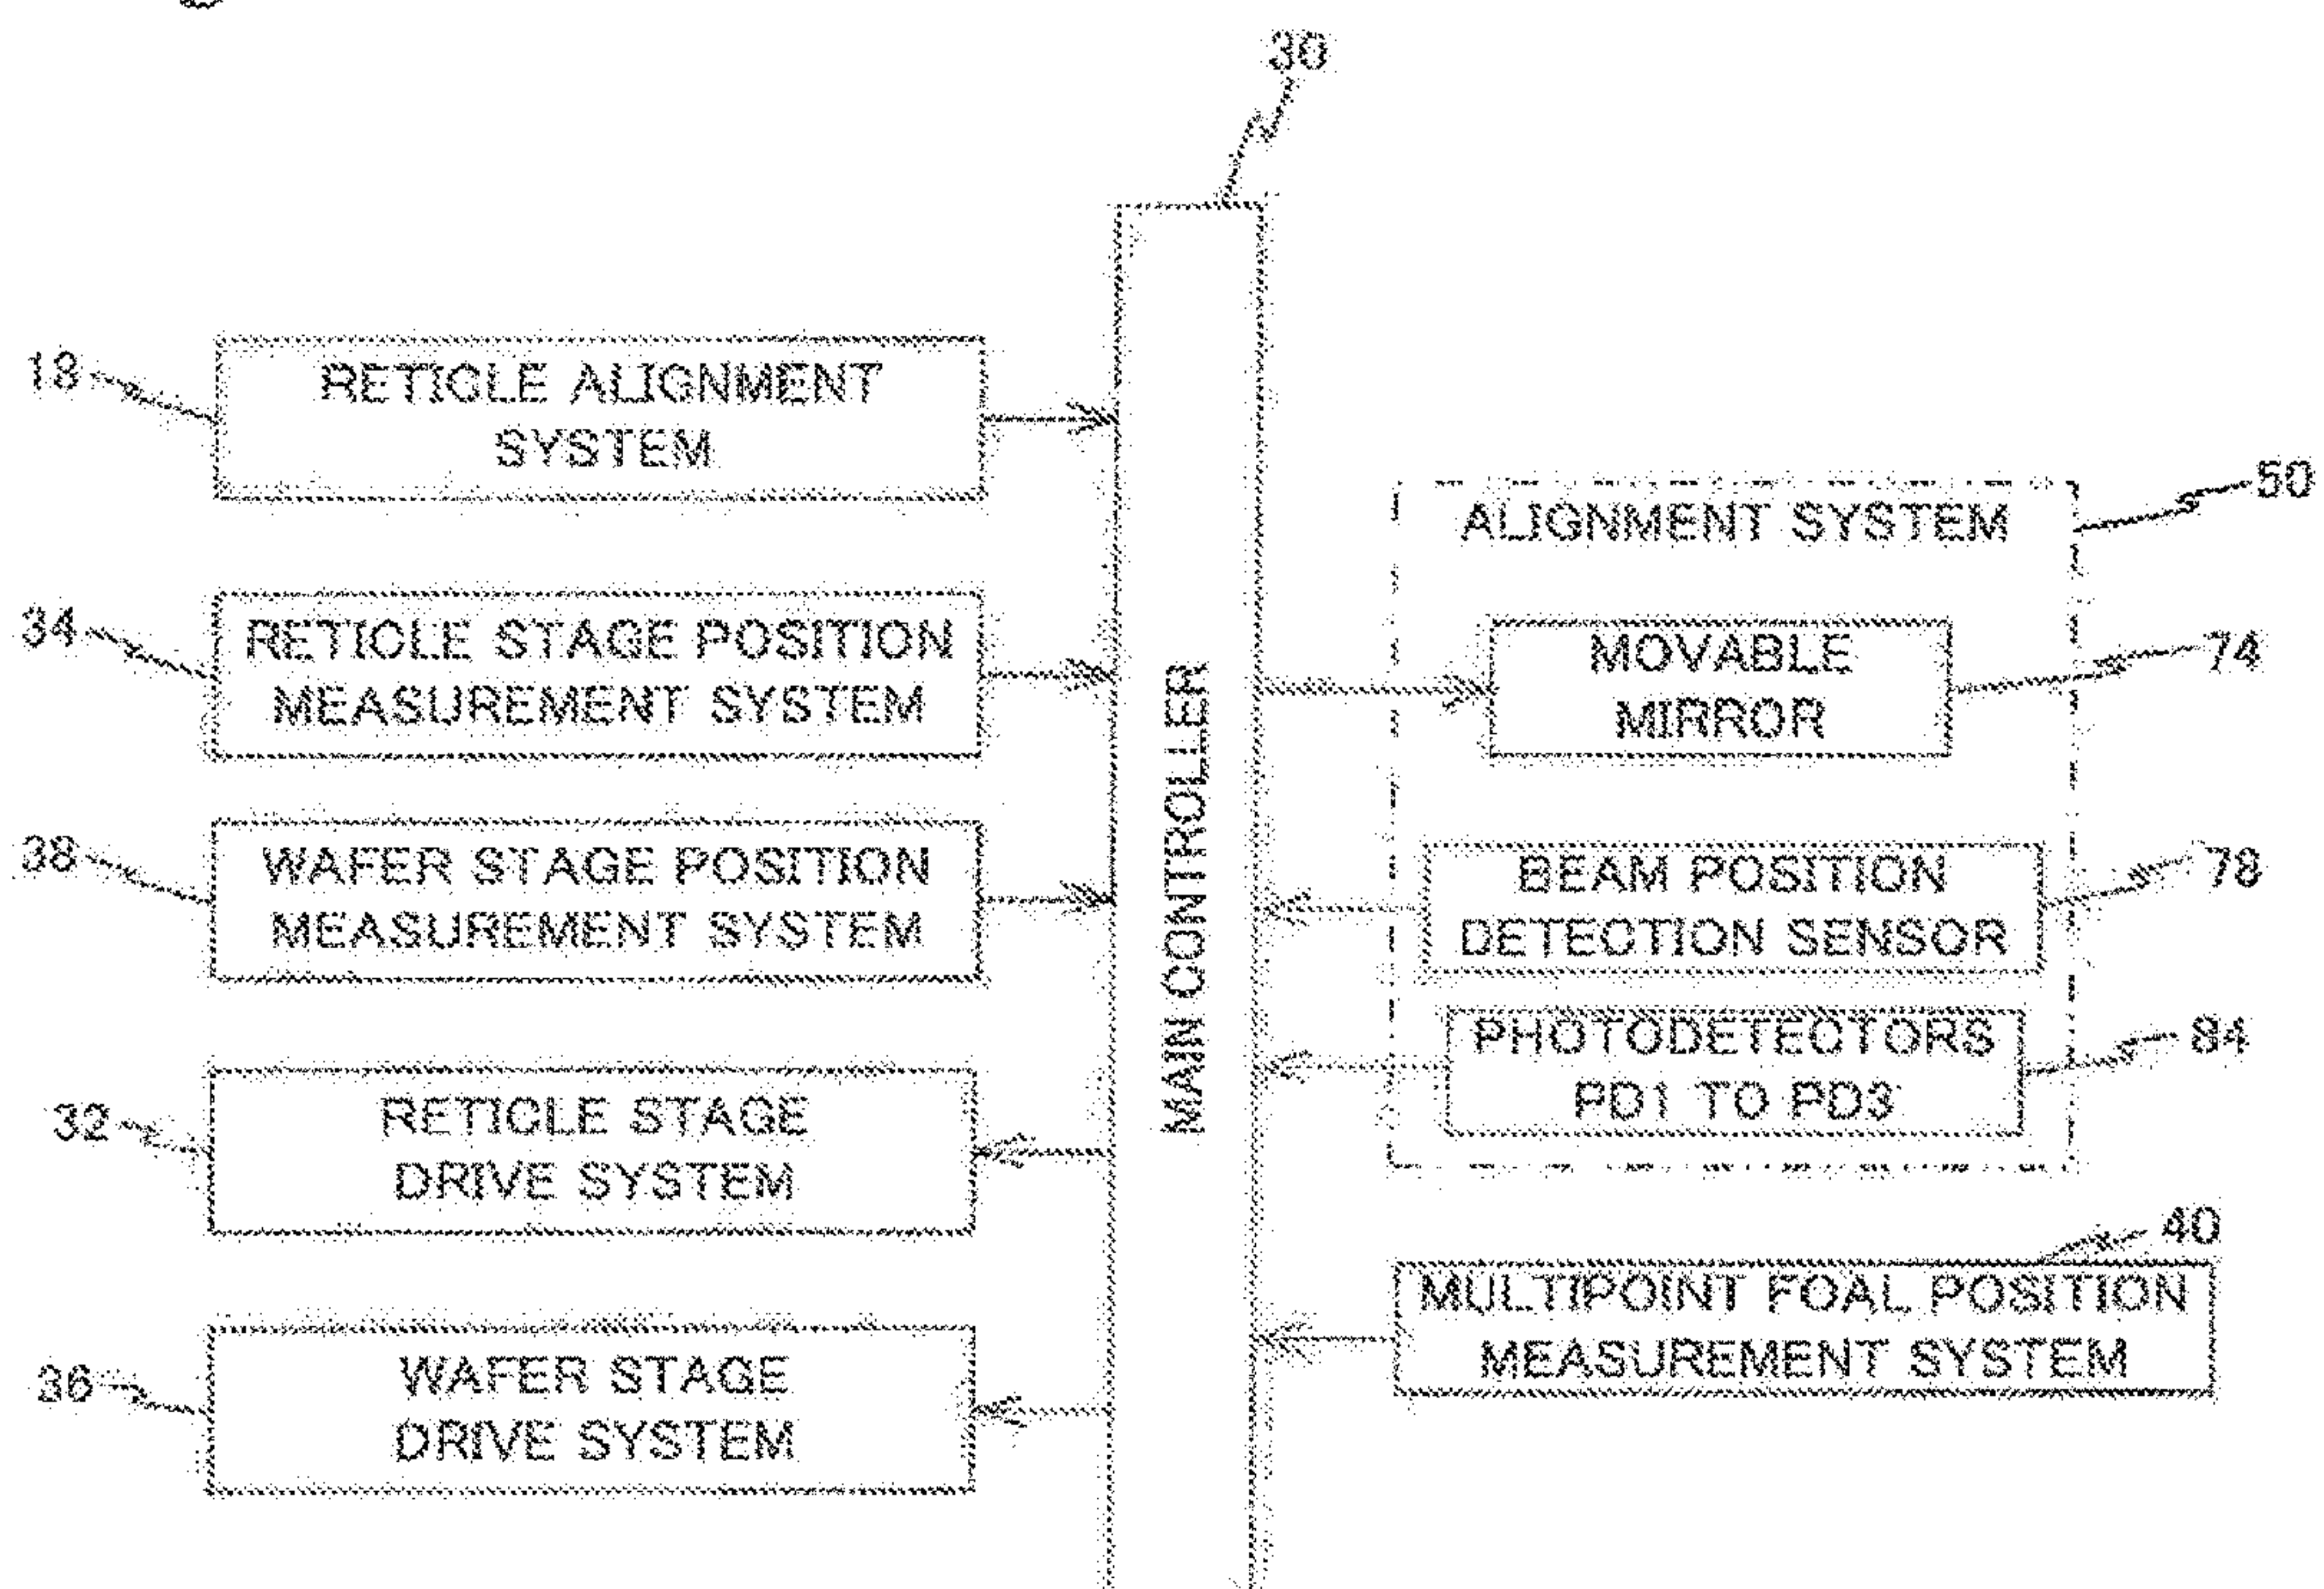 30
18
RETICLE ALIGNMENT
SYSTEM
34
RETICLE STAGE POSITION
MEASUREMENT SYSTEM
38
WAFER STAGE POSITION
MEASUREMENT SYSTEM
32
RETICLE STAGE
DRIVE SYSTEM
36
WAFER STAGE
DRIVE SYSTEM
MAIN CONTROLLER
50
ALIGNMENT SYSTEM
MOVABLE
MIRROR
74
BEAM POSITION
DETECTION SENSOR
78
PHOTODETECTORS
PD1 TO PD3
84
40
MULTIPOINT FOAL POSITION
MEASUREMENT SYSTEM